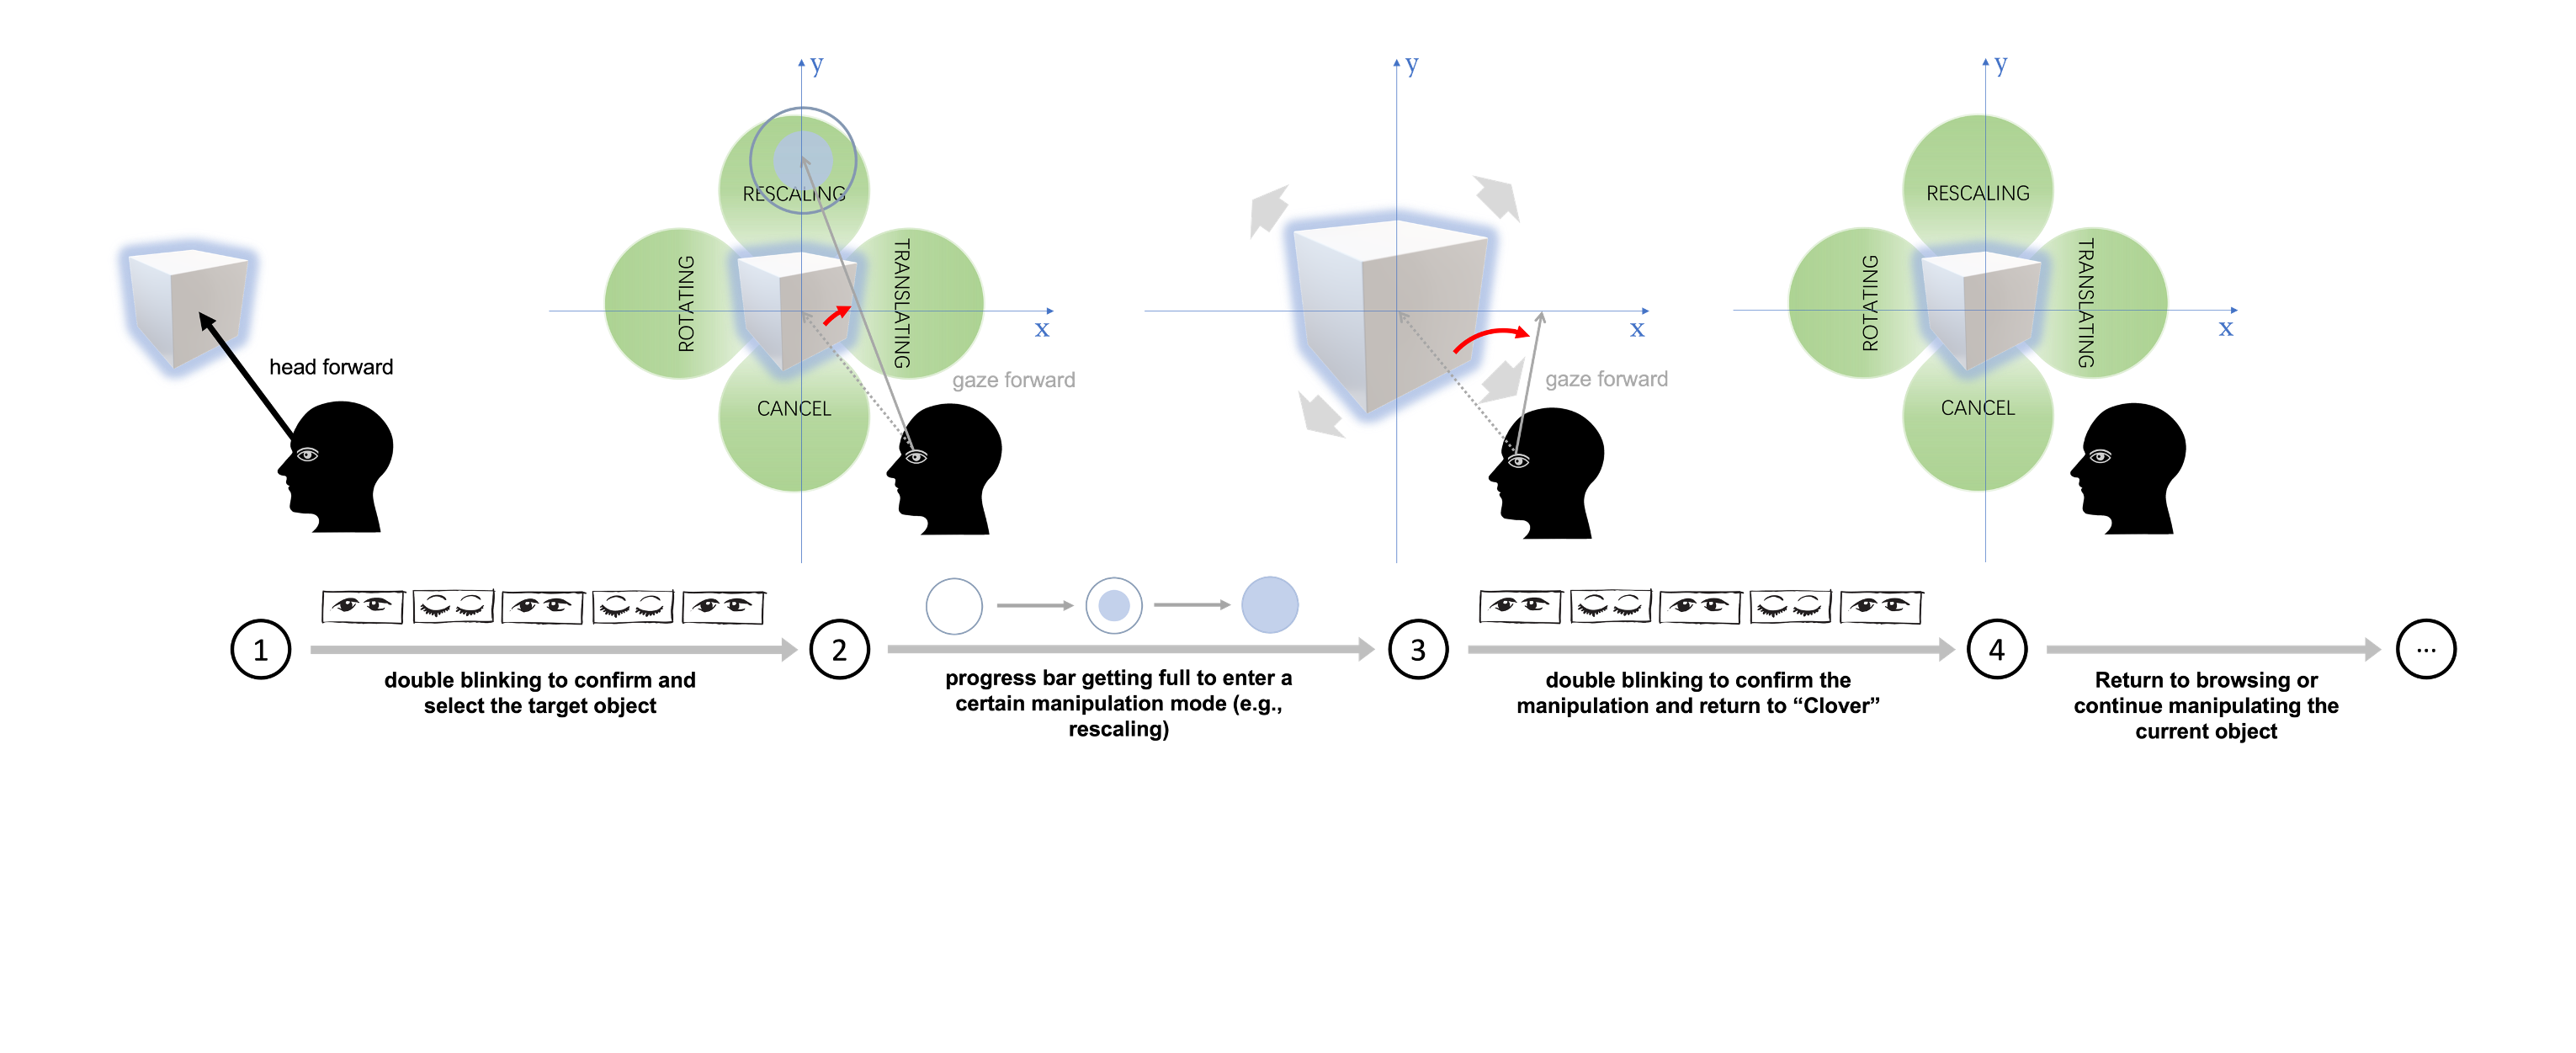 head forward
y
x
RESCALING
ROTATING
TRANSLATING
CANCEL
gaze forward
y
x
gaze forward
y
x
RESCALING
ROTATING
TRANSLATING
CANCEL
1
double blinking to confirm and
select the target object
2
progress bar getting full to enter a
certain manipulation mode (e.g.,
rescaling)
3
double blinking to confirm the
manipulation and return to “Clover”
4
Return to browsing or
continue manipulating the
current object
...